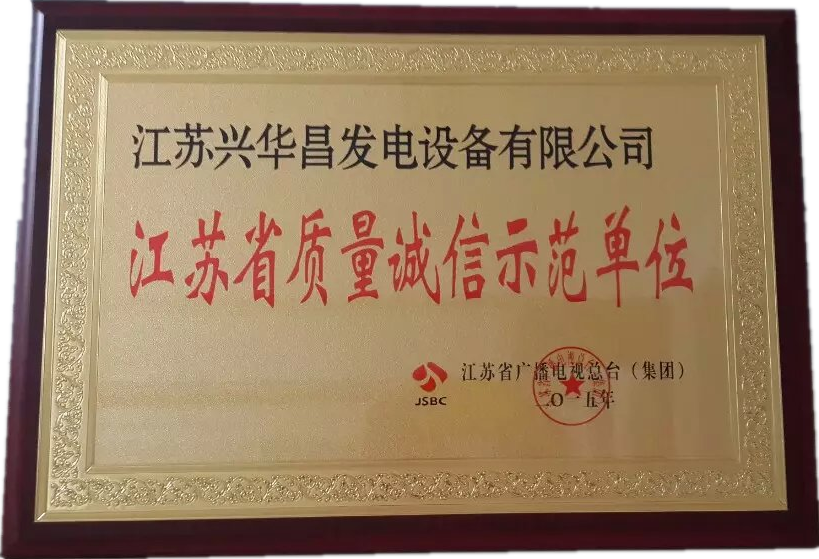 江苏兴华昌发电设备有限公司
江苏省质量诚信示范单位
JSBC
江苏省广播电视总台（集团）
二〇一五年